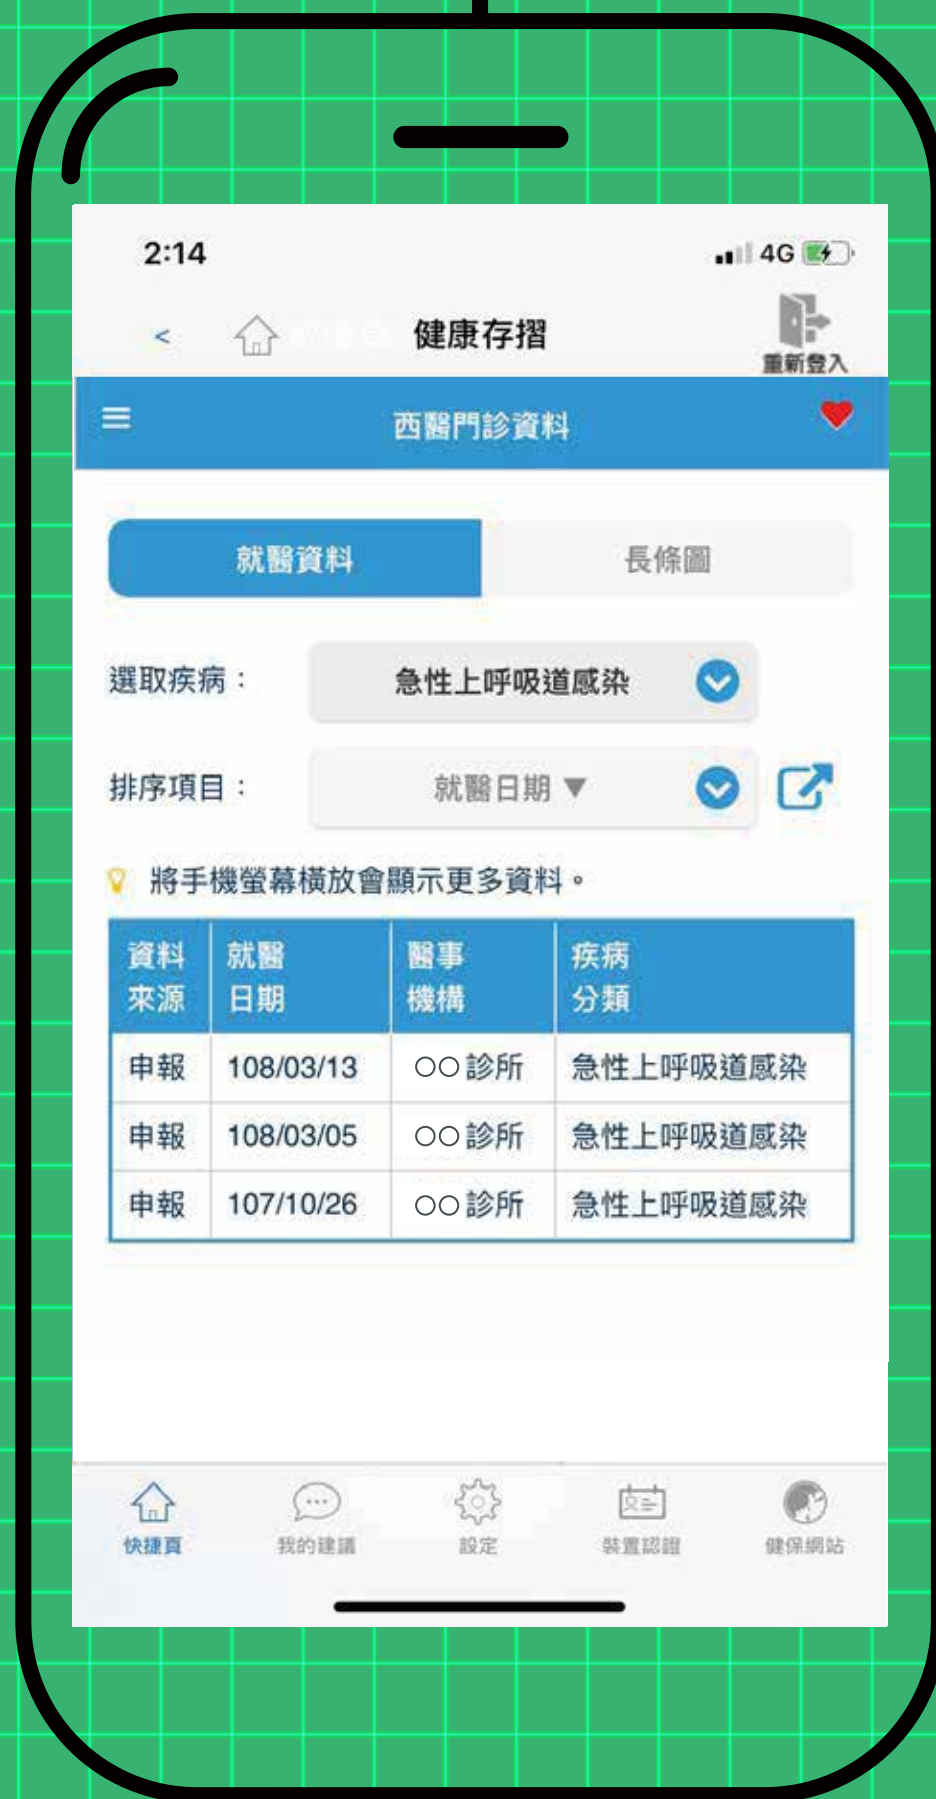 2:14 4G
< 健康存摺
重新登入
西醫門診資料
就醫資料 長條圖
選取疾病： 急性上呼吸道感染
排序項目： 就醫日期▼
將手機螢幕橫放會顯示更多資料。
資料來源 就醫日期 醫事機構 疾病分類
申報 108/03/13 ○○診所 急性上呼吸道感染
申報 108/03/05 ○○診所 急性上呼吸道感染
申報 107/10/26 ○○診所 急性上呼吸道感染
快捷頁 我的建議 設定 裝置認證 健保網站